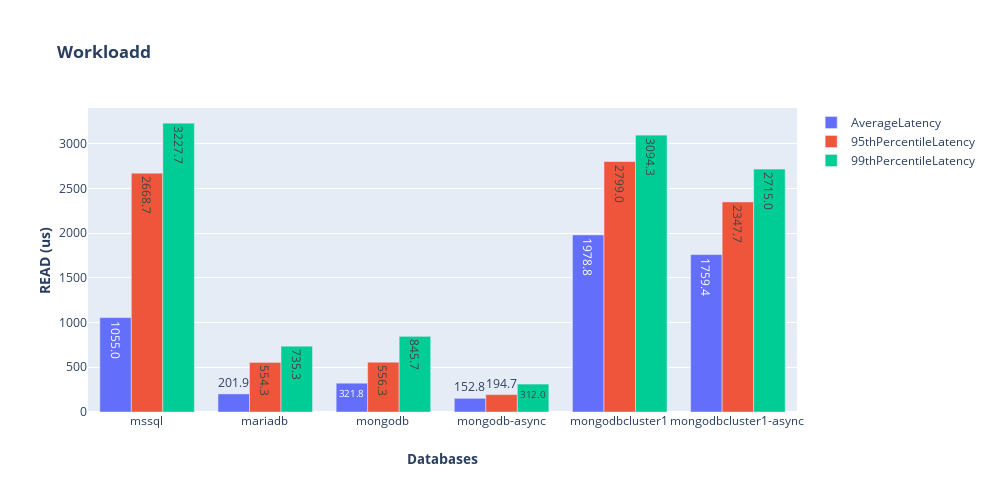 Workloadd
AverageLatency
95thPercentileLatency
99thPercentileLatency
READ (us)
3000
2500
2000
1500
1000
500
0
1055.0
2668.7
3227.7
201.9
554.3
735.3
321.8
556.3
845.7
152.8
194.7
312.0
1978.8
2799.0
3094.3
1759.4
2347.7
2715.0
mssql
mariadb
mongodb
mongodb-async
mongodbcluster1
mongodbcluster1-async
Databases